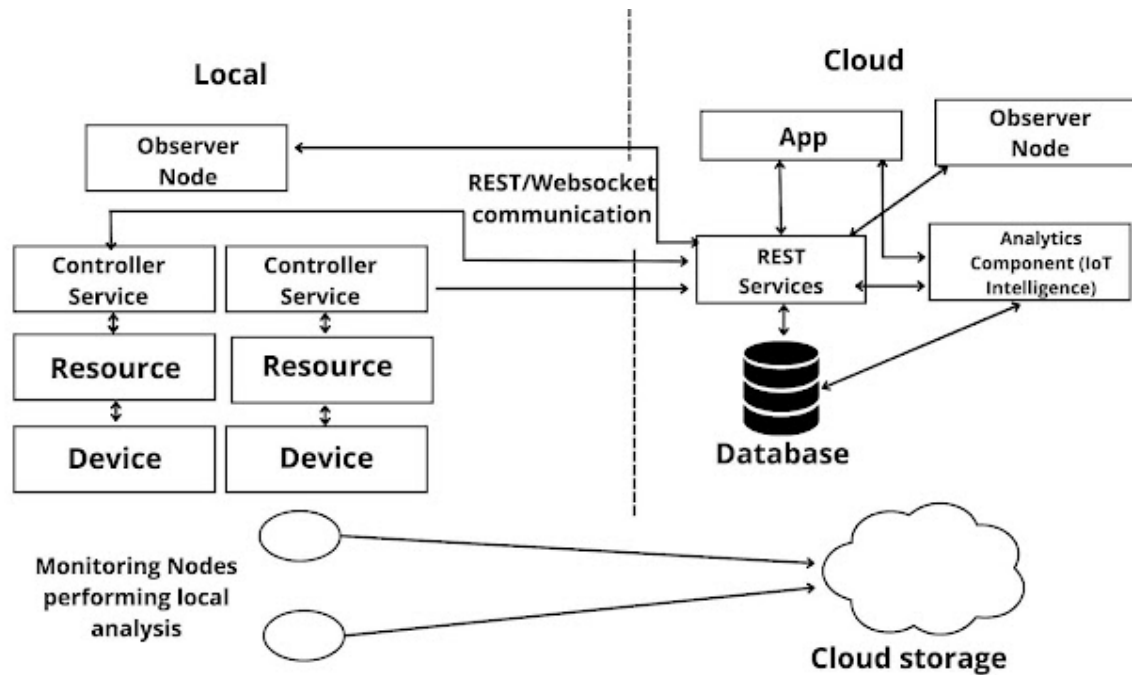 Local
Cloud
Observer
Node
App
Observer
Node
REST/Websocket
communication
Controller
Service
Controller
Service
REST
Services
Analytics
Component (IoT
Intelligence)
Resource
Resource
Device
Device
Database
Monitoring Nodes
performing local
analysis
Cloud storage